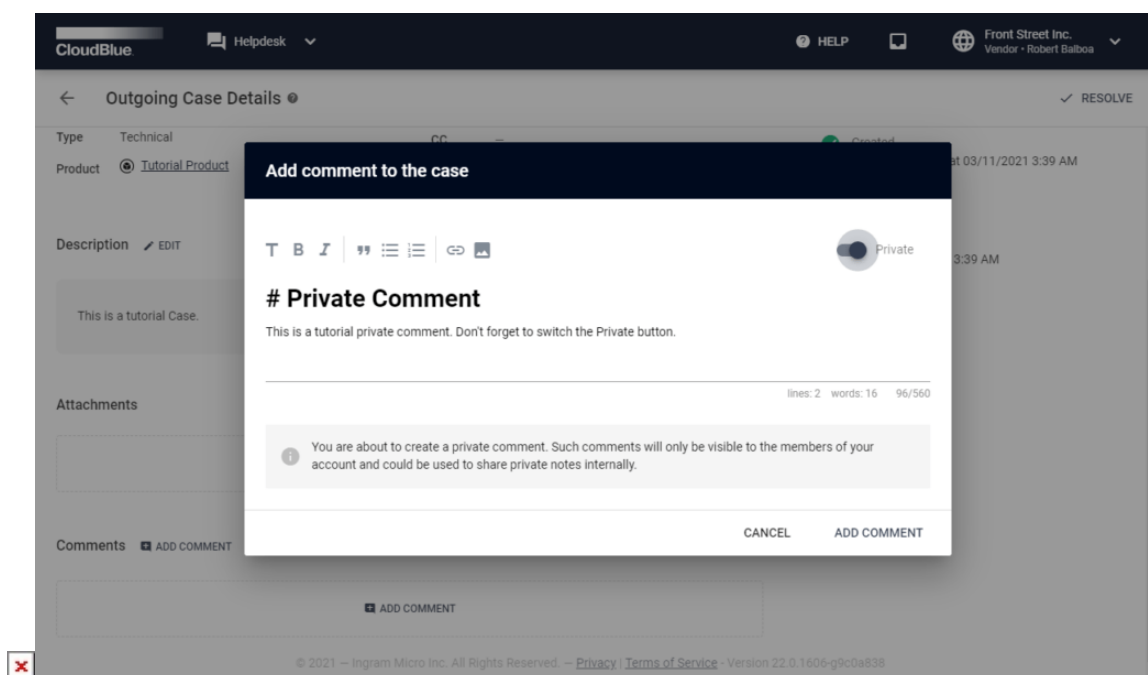 CloudBlue. Helpdesk HELP Front Street Inc.
Vendor • Robert Balboa
Outgoing Case Details RESOLVE
Type Technical CC — Created
Product Tutorial Product at 03/11/2021 3:39 AM
Add comment to the case
Description EDIT
T B I Private
3:39 AM
# Private Comment
This is a tutorial Case.
This is a tutorial private comment. Don't forget to switch the Private button.
lines: 2 words: 16 96/560
Attachments
You are about to create a private comment. Such comments will only be visible to the members of your
account and could be used to share private notes internally.
CANCEL ADD COMMENT
Comments ADD COMMENT
ADD COMMENT
© 2021 — Ingram Micro Inc. All Rights Reserved. — Privacy | Terms of Service - Version 22.0.1606-g9c0a838